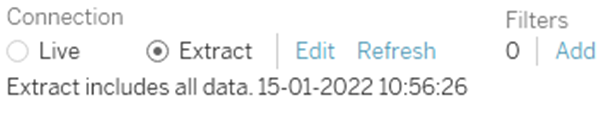 Connection
Filters
Live Extract Edit Refresh
0 Add
Extract includes all data. 15-01-2022 10:56:26